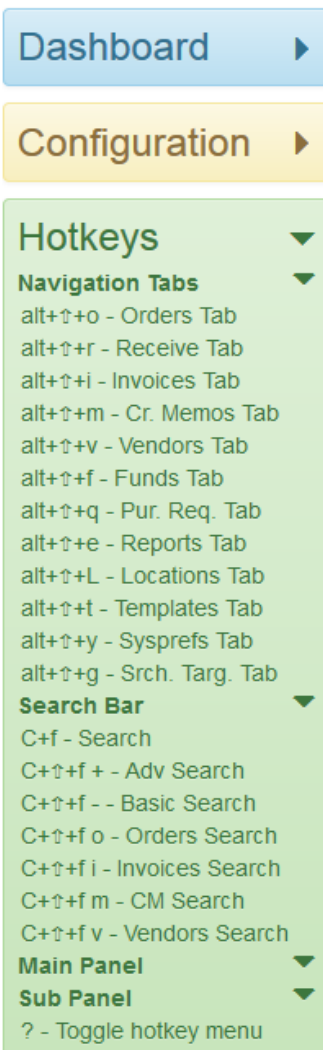 Dashboard
Configuration
Hotkeys
Navigation Tabs
alt+⇧+o - Orders Tab
alt+⇧+r - Receive Tab
alt+⇧+i - Invoices Tab
alt+⇧+m - Cr. Memos Tab
alt+⇧+v - Vendors Tab
alt+⇧+f - Funds Tab
alt+⇧+q - Pur. Req. Tab
alt+⇧+e - Reports Tab
alt+⇧+L - Locations Tab
alt+⇧+t - Templates Tab
alt+⇧+y - Sysprefs Tab
alt+⇧+g - Srch. Targ. Tab
Search Bar
C+f - Search
C+⇧+f + - Adv Search
C+⇧+f - - Basic Search
C+⇧+f o - Orders Search
C+⇧+f i - Invoices Search
C+⇧+f m - CM Search
C+⇧+f v - Vendors Search
Main Panel
Sub Panel
? - Toggle hotkey menu